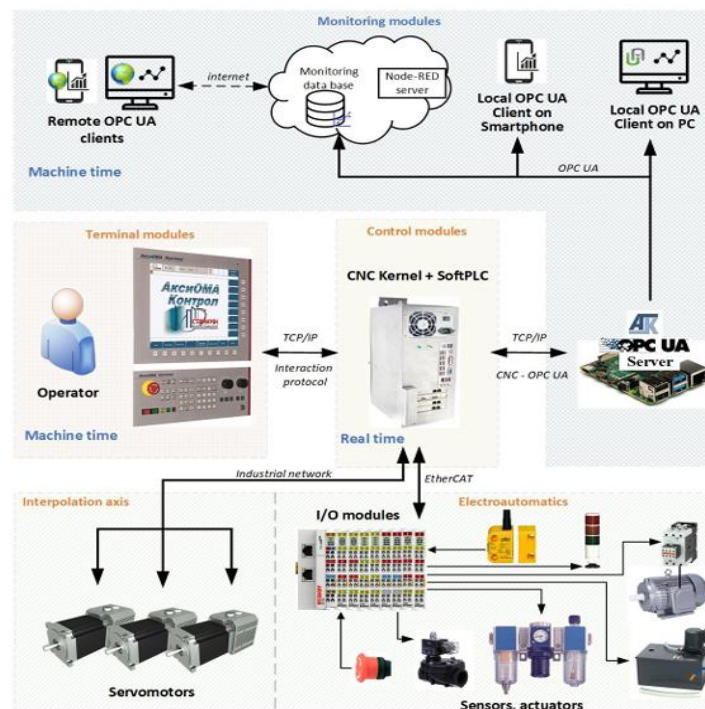 Monitoring modules
internet
Monitoring
data base
Node-RED
server
Remote OPC UA
clients
Local OPC UA
Client on
Smartphone
Local OPC UA
Client on PC
Machine time
OPC UA
Terminal modules
Control modules
CNC Kernel + SoftPLC
АксиОМА
Контрол
TCP/IP
Interaction
protocol
TCP/IP
CNC - OPC UA
OPC UA
Server
Operator
Machine time
Real time
Industrial network
EtherCAT
Interpolation axis
Electroautomatics
I/O modules
Servomotors
Sensors, actuators